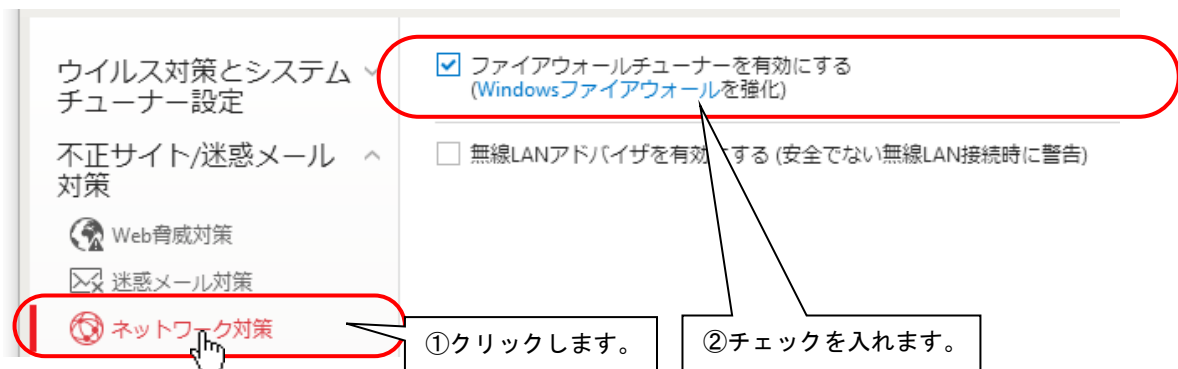 ウイルス対策とシステム
チューナー設定
不正サイト/迷惑メール
対策
Web脅威対策
迷惑メール対策
ネットワーク対策
ファイアウォールチューナーを有効にする
(Windowsファイアウォールを強化)
無線LANアドバイザを有効にする (安全でない無線LAN接続時に警告)
①クリックします。
②チェックを入れます。